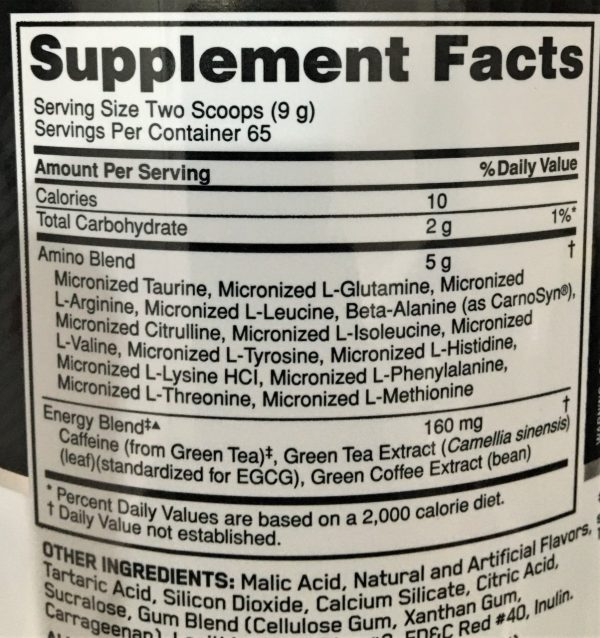 Supplement Facts
Serving Size Two Scoops (9 g)
Servings Per Container 65
Amount Per Serving % Daily Value
Calories 10
Total Carbohydrate 2 g 1%*
Amino Blend 5 g †
Micronized Taurine, Micronized L-Glutamine, Micronized
L-Arginine, Micronized L-Leucine, Beta-Alanine (as CarnoSyn®),
Micronized Citrulline, Micronized L-Isoleucine, Micronized
L-Valine, Micronized L-Tyrosine, Micronized L-Histidine,
Micronized L-Lysine HCl, Micronized L-Phenylalanine,
Micronized L-Threonine, Micronized L-Methionine
Energy Blend‡▲ 160 mg †
Caffeine (from Green Tea)‡, Green Tea Extract (Camellia sinensis)
(leaf)(standardized for EGCG), Green Coffee Extract (bean)
* Percent Daily Values are based on a 2,000 calorie diet.
† Daily Value not established.
OTHER INGREDIENTS: Malic Acid, Natural and Artificial Flavors,
Tartaric Acid, Silicon Dioxide, Calcium Silicate, Citric Acid,
Sucralose, Gum Blend (Cellulose Gum, Xanthan Gum,
Carrageenan), FD&C Red #40, Inulin.